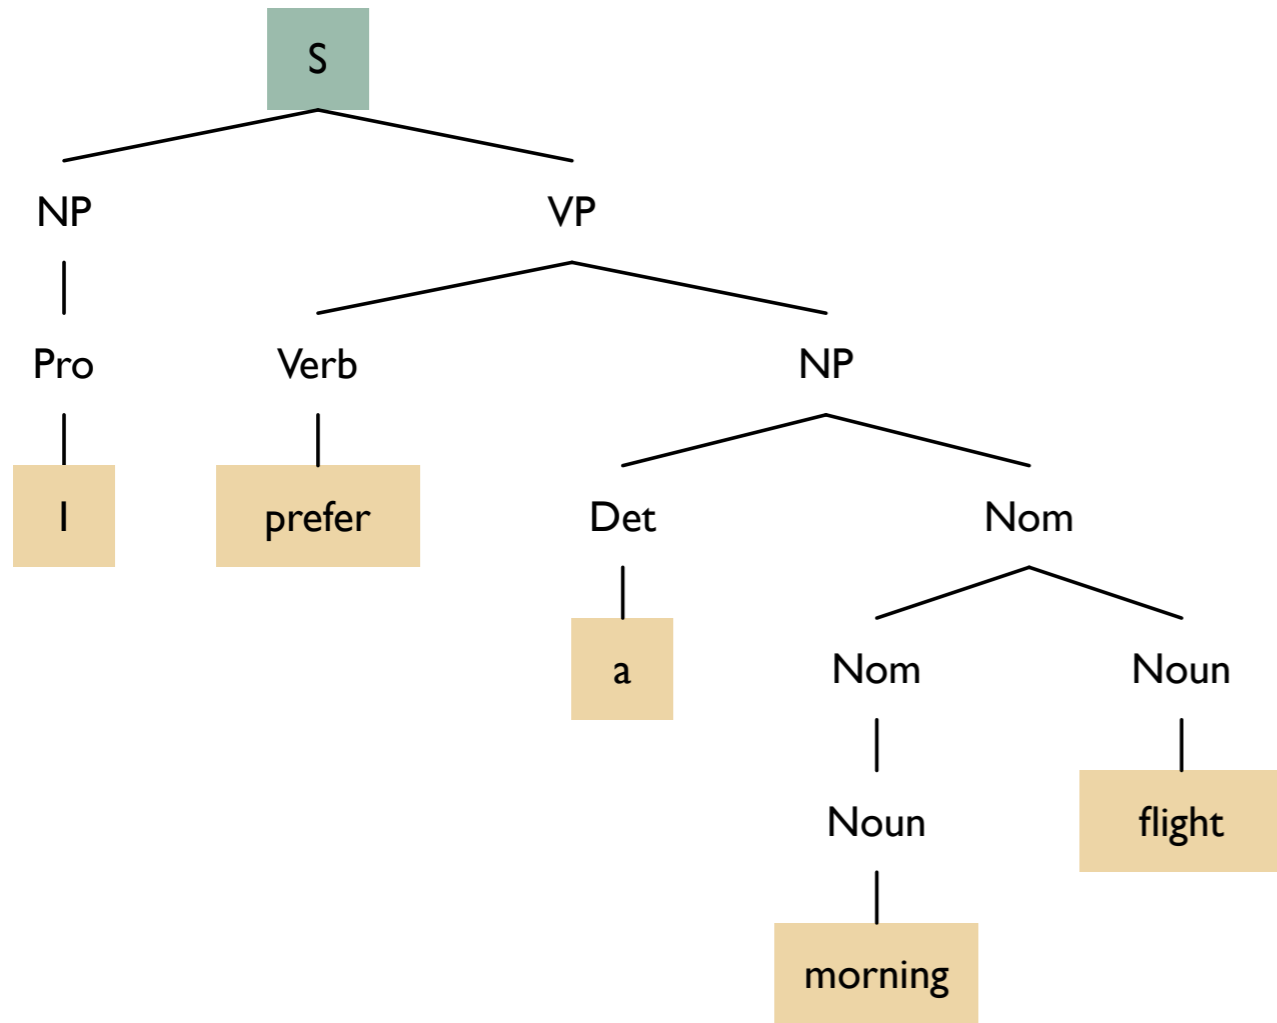 S
NP VP
Pro Verb NP
I prefer Det Nom
a Nom Noun
Noun flight
morning